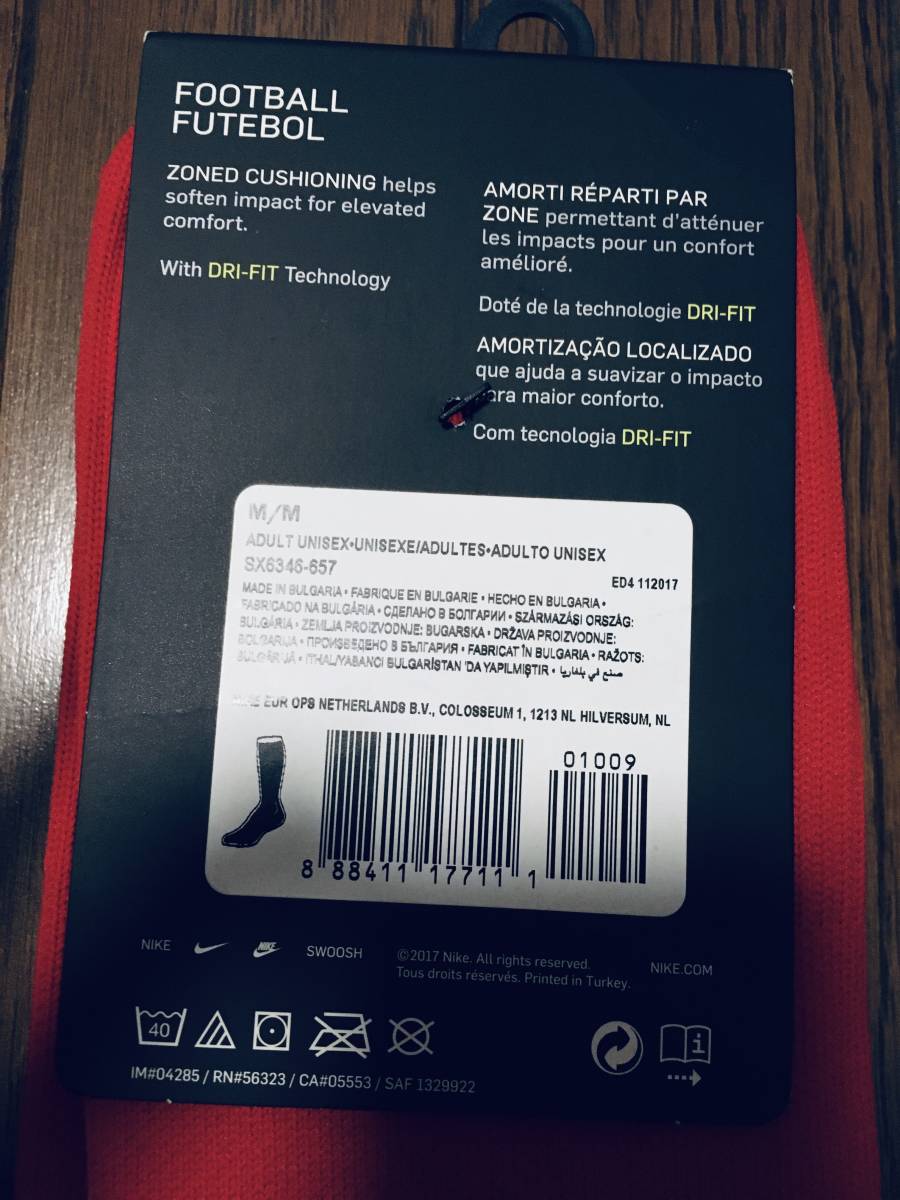 FOOTBALL
FUTEBOL
ZONED CUSHIONING helps
soften impact for elevated
comfort.
With DRI-FIT Technology
AMORTI RÉPARTI PAR
ZONE permettant d'atténuer
les impacts pour un confort
amélioré.
Doté de la technologie DRI-FIT
AMORTIZAÇÃO LOCALIZADO
que ajuda a suavizar o impacto
para maior conforto.
Com tecnologia DRI-FIT
M/M
ADULT UNISEX•UNISEXE/ADULTES•ADULTO UNISEX
SX6346-657
ED4 112017
MADE IN BULGARIA • FABRIQUE EN BULGARIE • HECHO EN BULGARIA •
FABRICADO NA BULGÁRIA • СДЕЛАНО В БОЛГАРИИ • SZÁRMAZÁSI ORSZÁG:
BULGÁRIA • ZEMLJA PROIZVODNJE: BUGARSKA • DRŽAVA PROIZVODNJE:
BOLGARIJA • ПРОИЗВЕДЕНО В БЪЛГАРИЯ • FABRICAT ÎN BULGARIA • RAŽOTS:
BULGĀRIJĀ • ITHAL/YABANCI BULGARİSTAN 'DA YAPILMIŞTIR • صنع في بلغاريا
EUR OPS NETHERLANDS B.V., COLOSSEUM 1, 1213 NL HILVERSUM, NL
01009
8 88411 17711 1
NIKE NIKE SWOOSH
©2017 Nike. All rights reserved.
Tous droits réservés. Printed in Turkey.
NIKE.COM
40
i
IM#04285 / RN#56323 / CA#05553 / SAF 1329922